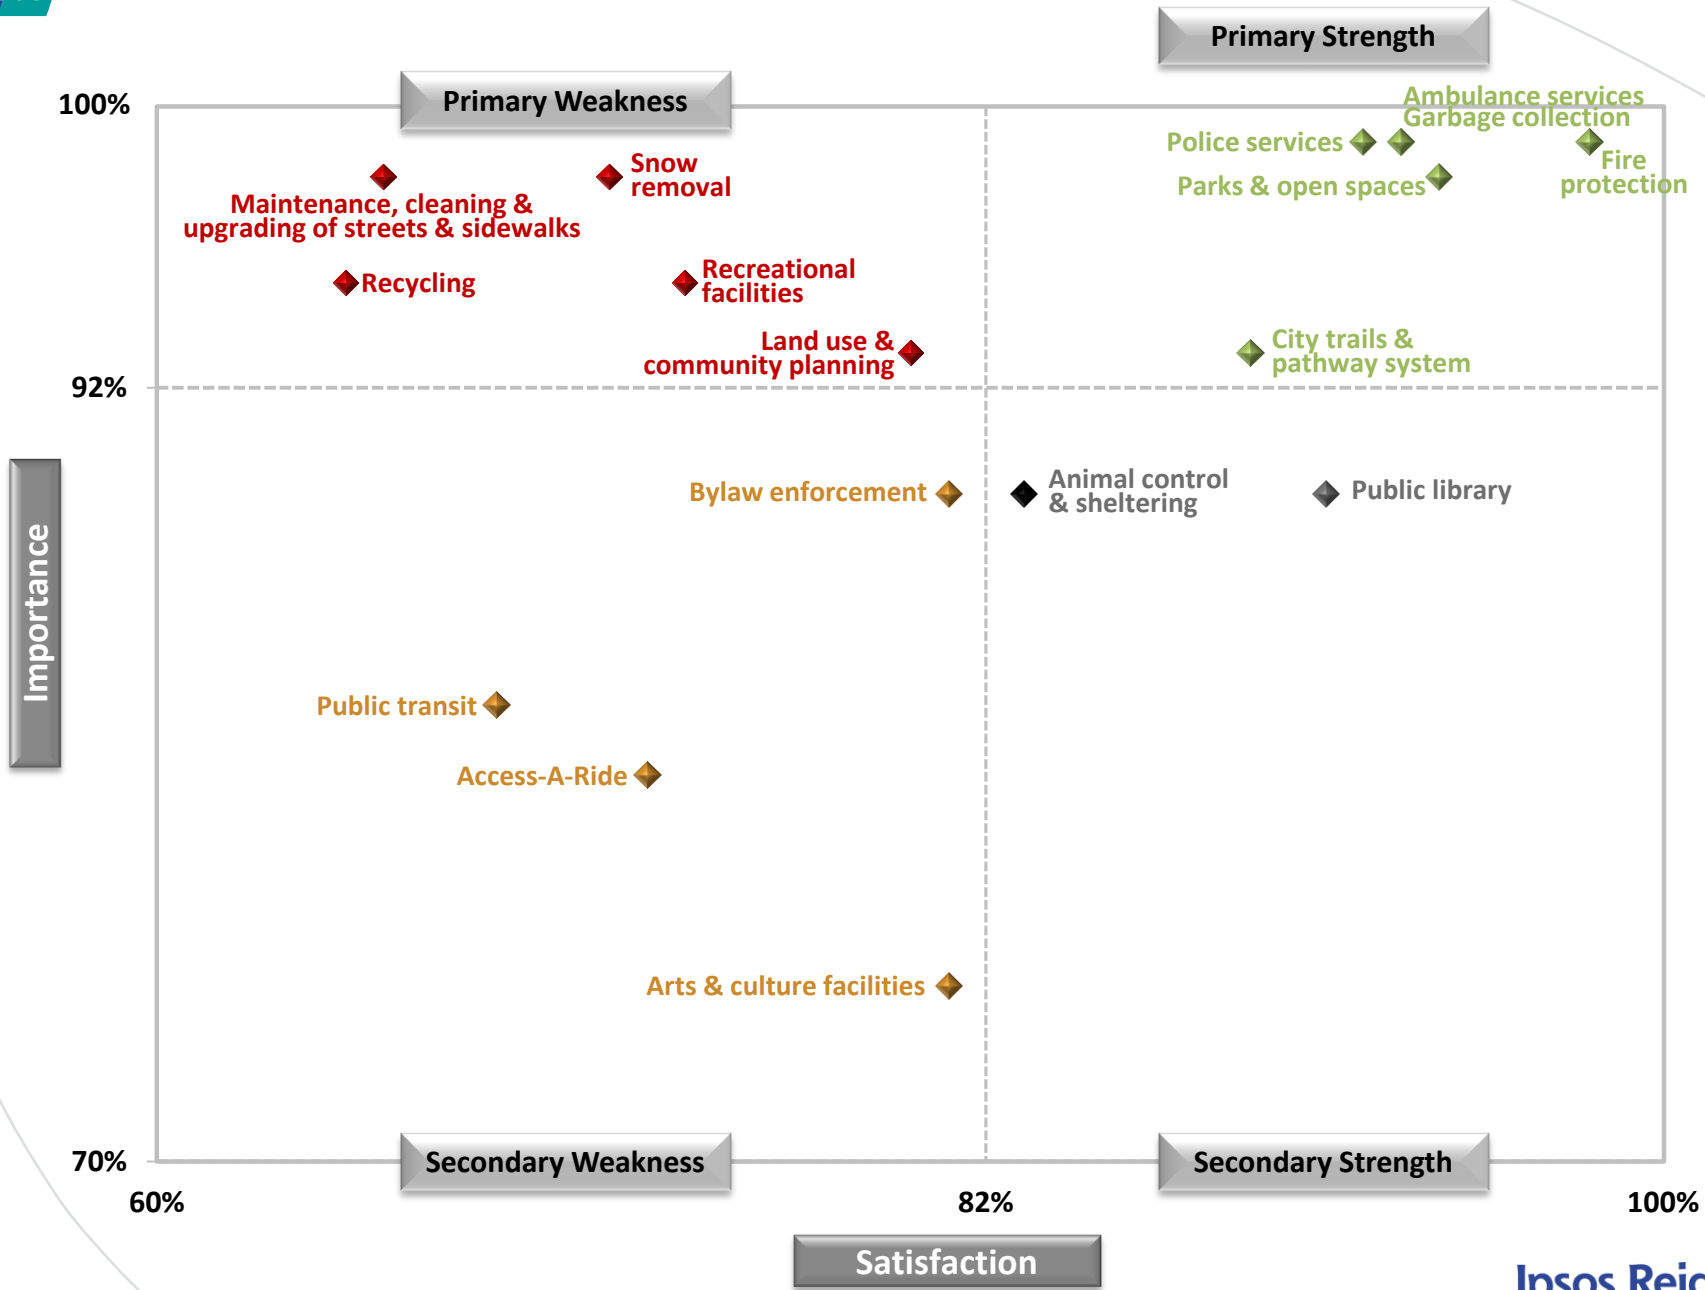 Primary Strength
Primary Weakness
100%
Ambulance services
Garbage collection
Police services
Fire
protection
Parks & open spaces
Snow
removal
Maintenance, cleaning &
upgrading of streets & sidewalks
Recycling
Recreational
facilities
Land use &
community planning
City trails &
pathway system
92%
Bylaw enforcement
Animal control
& sheltering
Public library
Importance
Public transit
Access-A-Ride
Arts & culture facilities
70%
Secondary Weakness
Secondary Strength
60%
82%
100%
Satisfaction
Ipsos